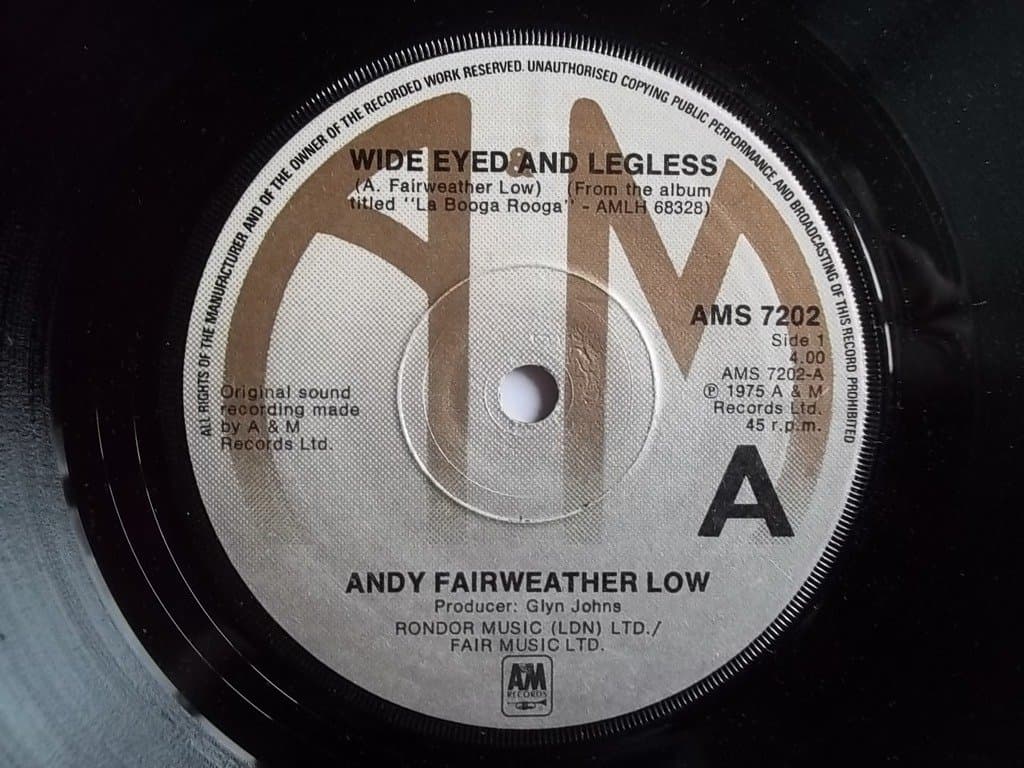 ALL RIGHTS OF THE MANUFACTURER AND OF THE OWNER OF THE RECORDED WORK RESERVED. UNAUTHORISED COPYING PUBLIC PERFORMANCE AND BROADCASTING OF THIS RECORD PROHIBITED
A&M
WIDE EYED AND LEGLESS
(A. Fairweather Low) (From the album
titled "La Booga Rooga" - AMLH 68328)
AMS 7202
Side 1
4.00
AMS 7202-A
℗ 1975 A & M
Records Ltd.
45 r.p.m.
Original sound
recording made
by A & M
Records Ltd.
A
ANDY FAIRWEATHER LOW
Producer: Glyn Johns
RONDOR MUSIC (LDN) LTD./
FAIR MUSIC LTD.
AM
RECORDS